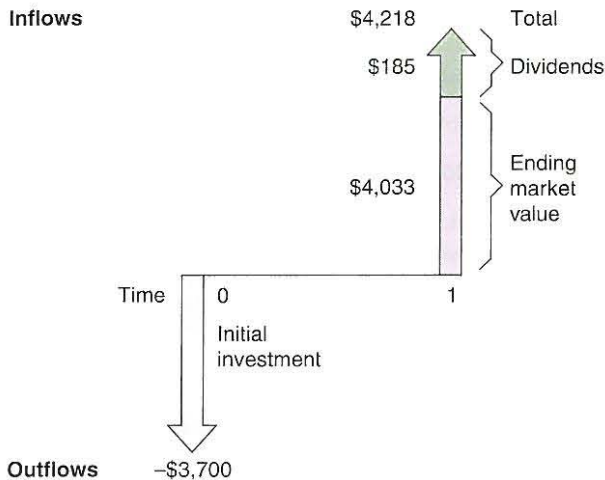 Inflows
$4,218
Total
$185
Dividends
$4,033
Ending
market
value
Time
0
1
Initial
investment
Outflows
–$3,700